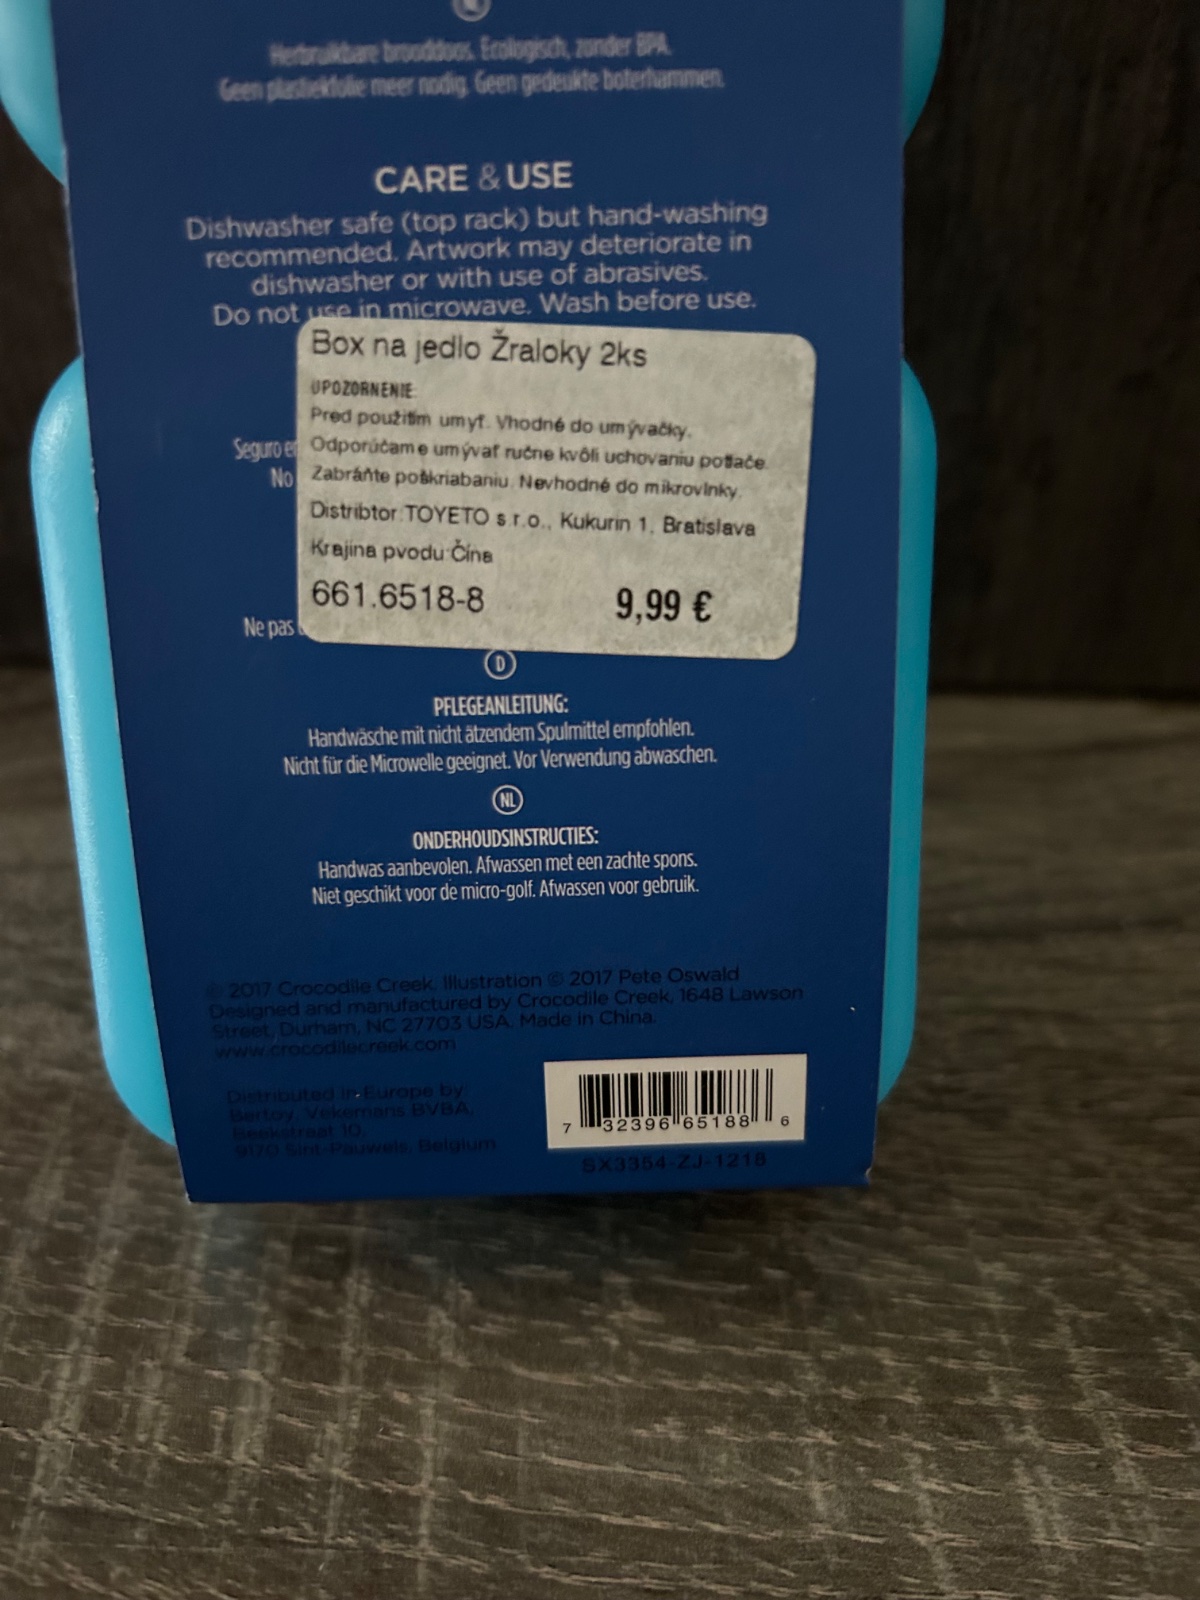 Herbruikbare brooddoos. Ecologisch, zonder BPA.
Geen plastiekfolie meer nodig. Geen gedeukte boterhammen.
CARE & USE
Dishwasher safe (top rack) but hand-washing
recommended. Artwork may deteriorate in
dishwasher or with use of abrasives.
Do not use in microwave. Wash before use.
Box na jedlo Žraloky 2ks
UPOZORNENIE:
Pred použitím umyť. Vhodné do umývačky.
Seguro en
Odporúčame umývať ručne kvôli uchovaniu potlače.
No
Zabráňte poškriabaniu. Nevhodné do mikrovlnky.
Distribtor:TOYETO s r.o., Kukurin 1, Bratislava
Krajina pvodu:Čína
661.6518-8 9,99 €
Ne pas
D
PFLEGEANLEITUNG:
Handwäsche mit nicht ätzendem Spulmittel empfohlen.
Nicht für die Microwelle geeignet. Vor Verwendung abwaschen.
NL
ONDERHOUDSINSTRUCTIES:
Handwas aanbevolen. Afwassen met een zachte spons.
Niet geschikt voor de micro-golf. Afwassen voor gebruik.
© 2017 Crocodile Creek. Illustration © 2017 Pete Oswald
Designed and manufactured by Crocodile Creek, 1648 Lawson
Street, Durham, NC 27703 USA. Made in China.
www.crocodilecreek.com
Distributed in Europe by:
Bertoy, Vekemans BVBA,
Beekstraat 10,
9170 Sint-Pauwels, Belgium
7 32396 65188 6
SX3354-ZJ-1218